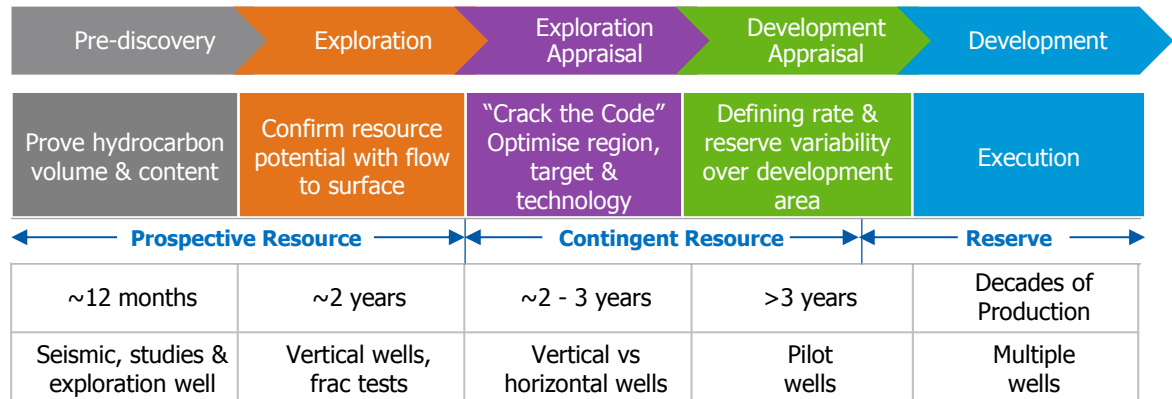 Pre-discovery
Exploration
Exploration
Appraisal
Development
Appraisal
Development
Prove hydrocarbon
volume & content
Confirm resource
potential with flow
to surface
“Crack the Code”
Optimise region,
target &
technology
Defining rate &
reserve variability
over development
area
Execution
Prospective Resource
Contingent Resource
Reserve
~12 months
~2 years
~2 - 3 years
>3 years
Decades of
Production
Seismic, studies &
exploration well
Vertical wells,
frac tests
Vertical vs
horizontal wells
Pilot
wells
Multiple
wells